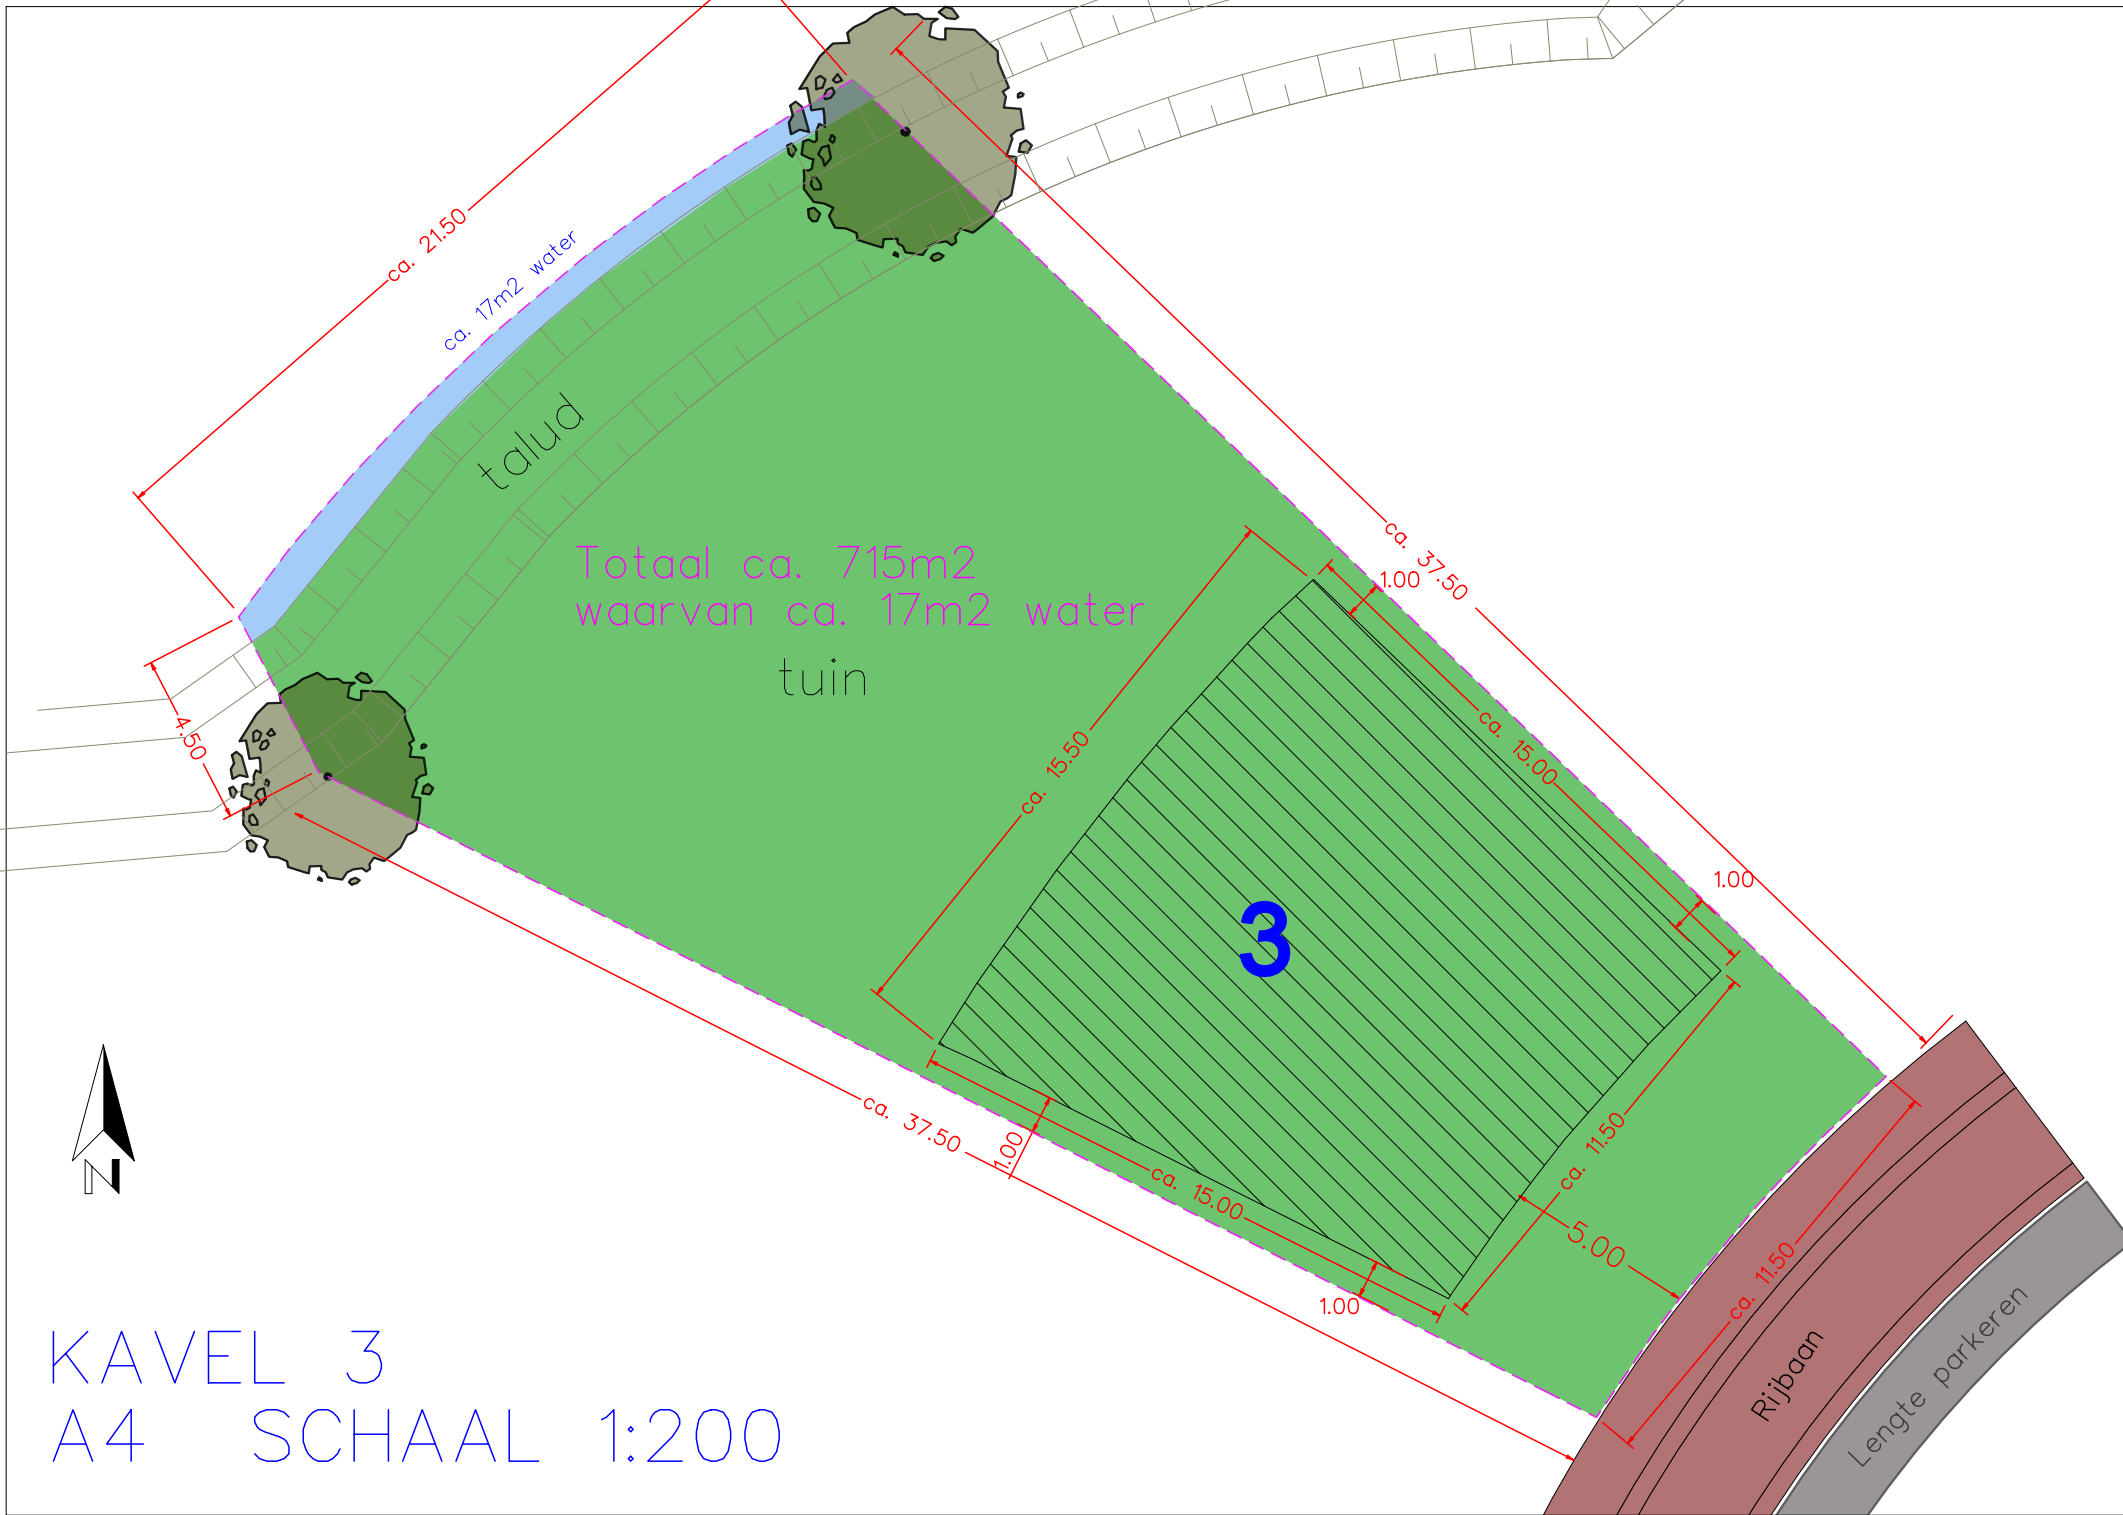 ca. 21.50
ca. 17m2 water
talud
Totaal ca. 715m2
waarvan ca. 17m2 water
tuin
ca. 37.50
1.00
ca. 15.00
ca. 15.50
4.50
1.00
3
ca. 37.50
1.00
ca. 15.00
1.00
ca. 11.50
5.00
ca. 11.50
Rijbaan
Lengte parkeren
N
KAVEL 3
A4 SCHAAL 1:200